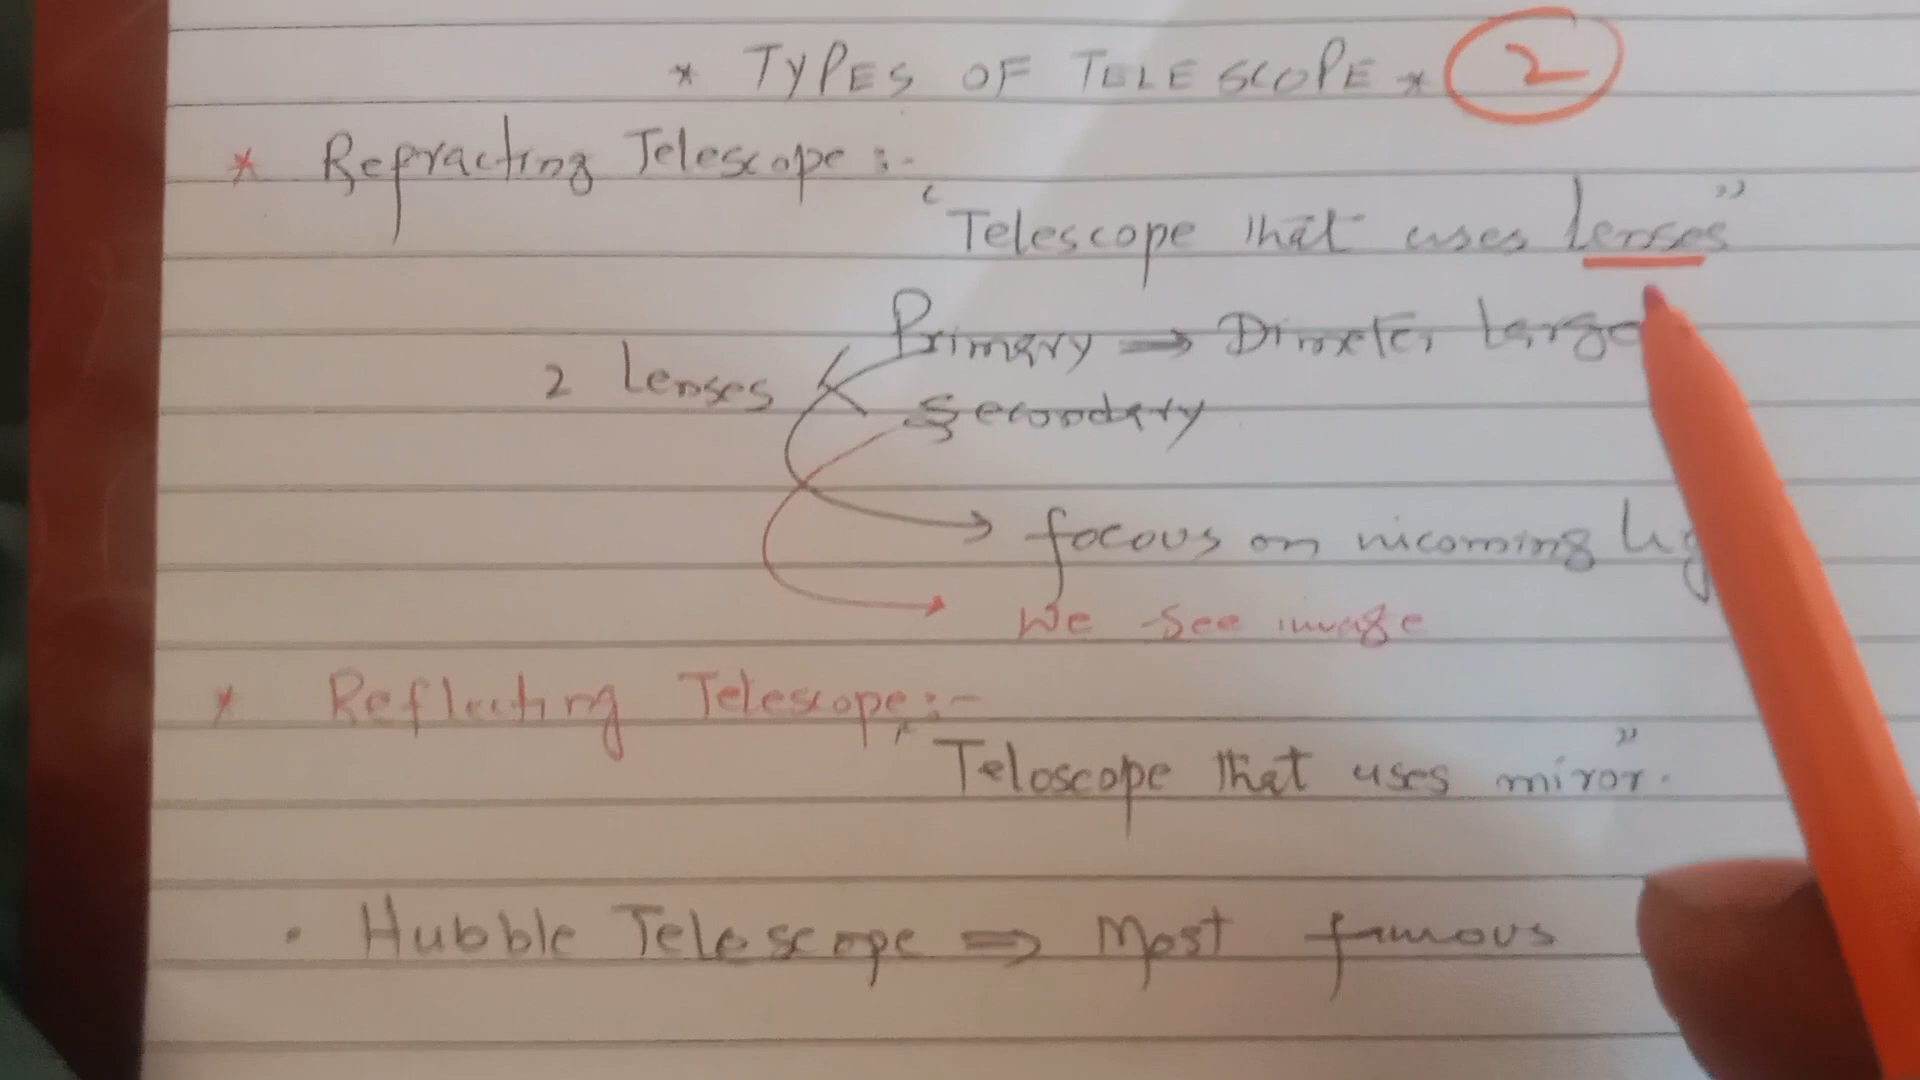 * TYPES OF TELESCOPE * 2
* Refracting Telescope :-
"Telescope that uses lenses"
Primary → Dimeter large
2 Lenses
Secondary
→ focous on incoming
→ We see image
* Reflecting Telescope :-
"Teloscope that uses miror."
• Hubble Telescope ⇒ Most famous